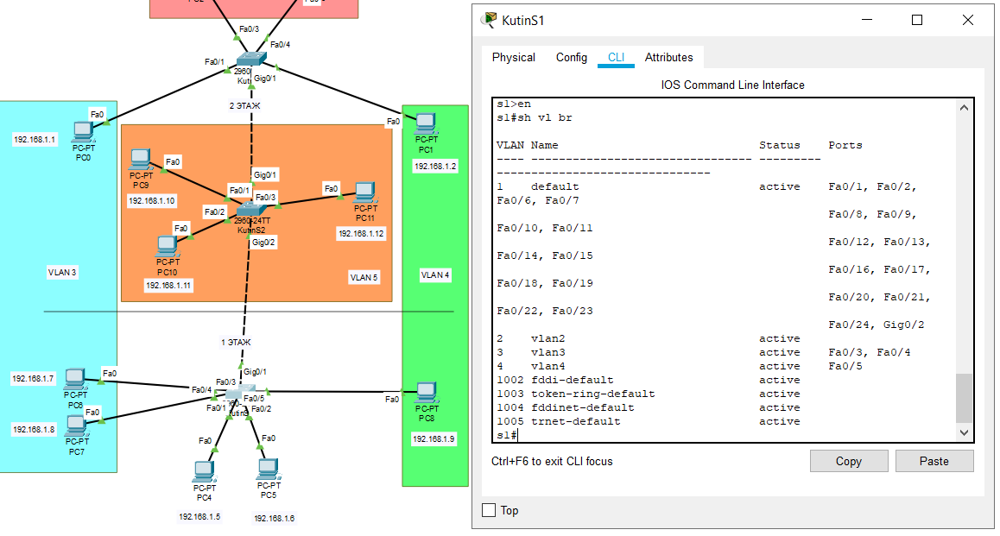 PC2
Fa0/3
Fa0/4
Fa0/1
Gig0/1
2 ЭТАЖ
Fa0
192.168.1.1
PC-PT
PC0
Fa0
PC-PT
PC1
192.168.1.2
Fa0
PC-PT
PC9
192.168.1.10
Gig0/1
Fa0/1
Fa0/3
Fa0/2
2960-24TT
KutinS2
Gig0/2
Fa0
PC-PT
PC11
192.168.1.12
Fa0
PC-PT
PC10
192.168.1.11
VLAN 3
VLAN 5
VLAN 4
1 ЭТАЖ
Gig0/1
192.168.1.7
Fa0
PC-PT
PC6
Fa0/3
Fa0/4
Fa0/5
Fa0/1
Fa0/2
Fa0
PC-PT
PC8
192.168.1.9
192.168.1.8
Fa0
PC-PT
PC7
Fa0
PC-PT
PC4
192.168.1.5
Fa0
PC-PT
PC5
192.168.1.6
KutinS1
Physical Config CLI Attributes
IOS Command Line Interface
s1>en
s1#sh vl br
VLAN Name Status Ports
---- -------------------------------- ---------
-------------------------------
1 default active Fa0/1, Fa0/2,
Fa0/6, Fa0/7
Fa0/8, Fa0/9,
Fa0/10, Fa0/11
Fa0/12, Fa0/13,
Fa0/14, Fa0/15
Fa0/16, Fa0/17,
Fa0/18, Fa0/19
Fa0/20, Fa0/21,
Fa0/22, Fa0/23
Fa0/24, Gig0/2
2 vlan2 active
3 vlan3 active Fa0/3, Fa0/4
4 vlan4 active Fa0/5
1002 fddi-default active
1003 token-ring-default active
1004 fddinet-default active
1005 trnet-default active
s1#
Ctrl+F6 to exit CLI focus
Copy
Paste
Top